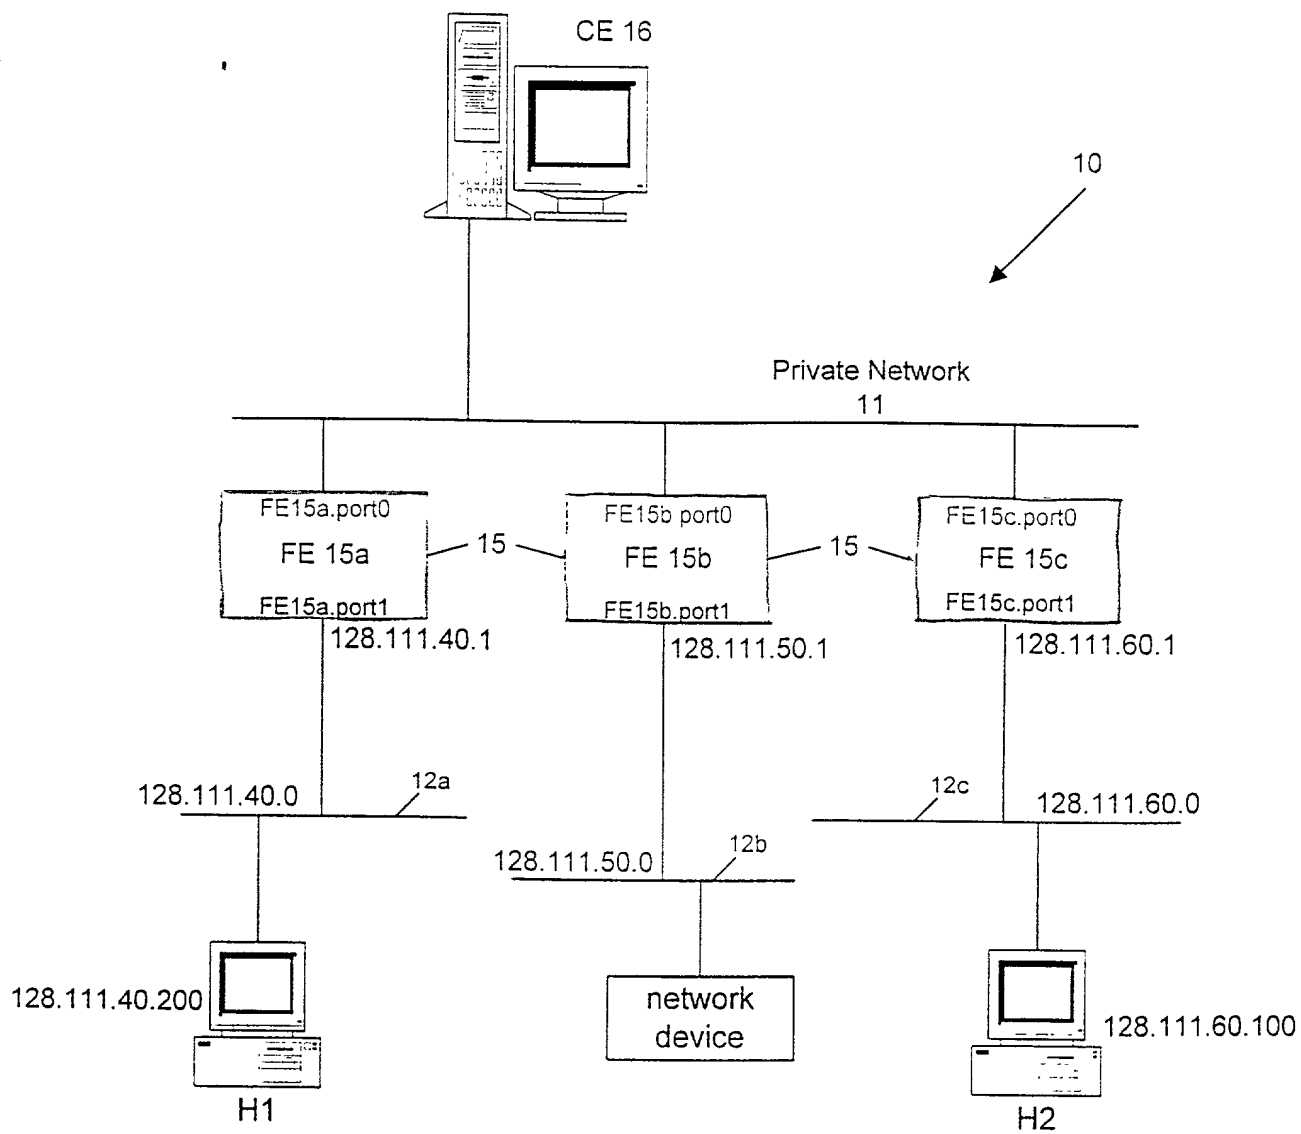 CE 16
10
Private Network
11
FE15a.port0
FE 15a
FE15a.port1
128.111.40.1
15
FE15b port0
FE 15b
FE15b.port1
128.111.50.1
15
FE15c.port0
FE 15c
FE15c.port1
128.111.60.1
128.111.40.0
12a
12c
128.111.60.0
128.111.50.0
12b
128.111.40.200
H1
network
device
128.111.60.100
H2